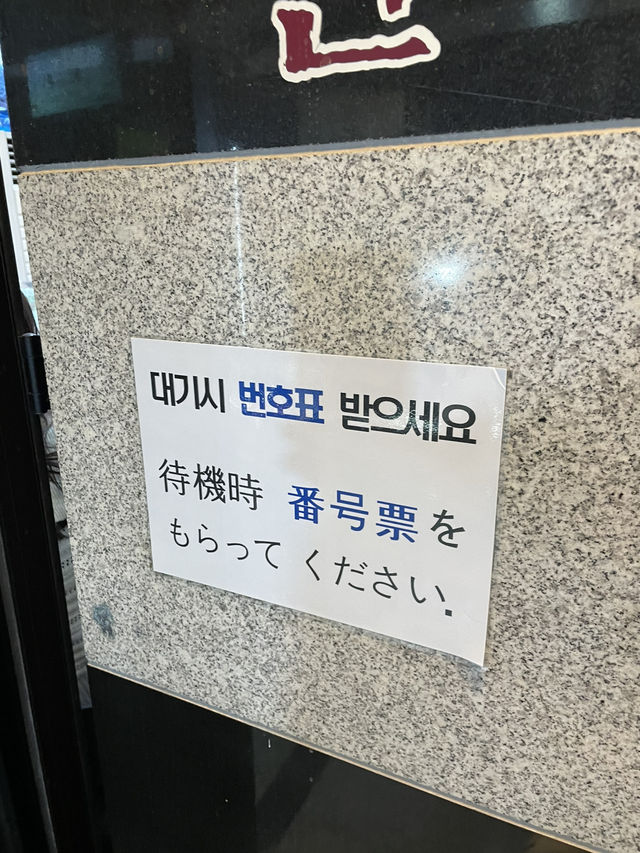 대기시 번호표 받으세요
待機時 番号票を
もらって ください.